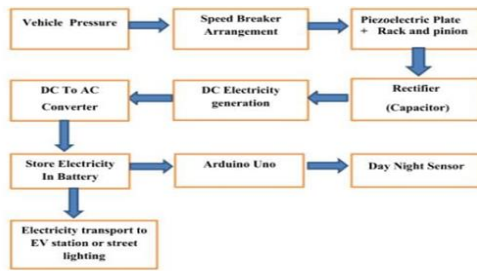 Vehicle Pressure
Speed Breaker
Arrangement
Piezoelectric Plate
+ Rack and pinion
Rectifier
(Capacitor)
DC Electricity
generation
DC To AC
Converter
Store Electricity
In Battery
Arduino Uno
Day Night Sensor
Electricity transport to
EV station or street
lighting